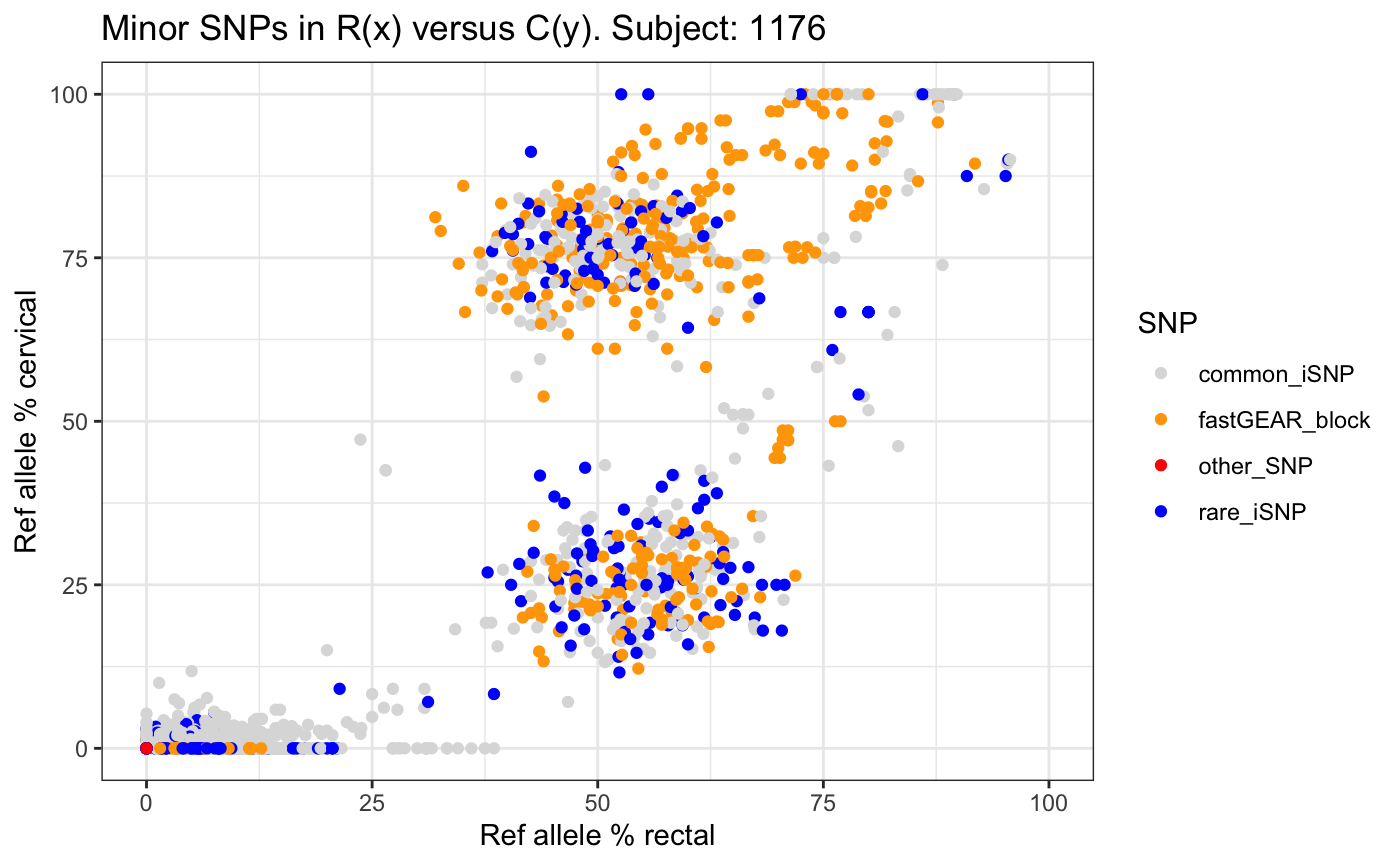 Minor SNPs in R(x) versus C(y). Subject: 1176
Ref allele % cervical
100
75
50
25
0
0 25 50 75 100
Ref allele % rectal
SNP
common_iSNP
fastGEAR_block
other_SNP
rare_iSNP